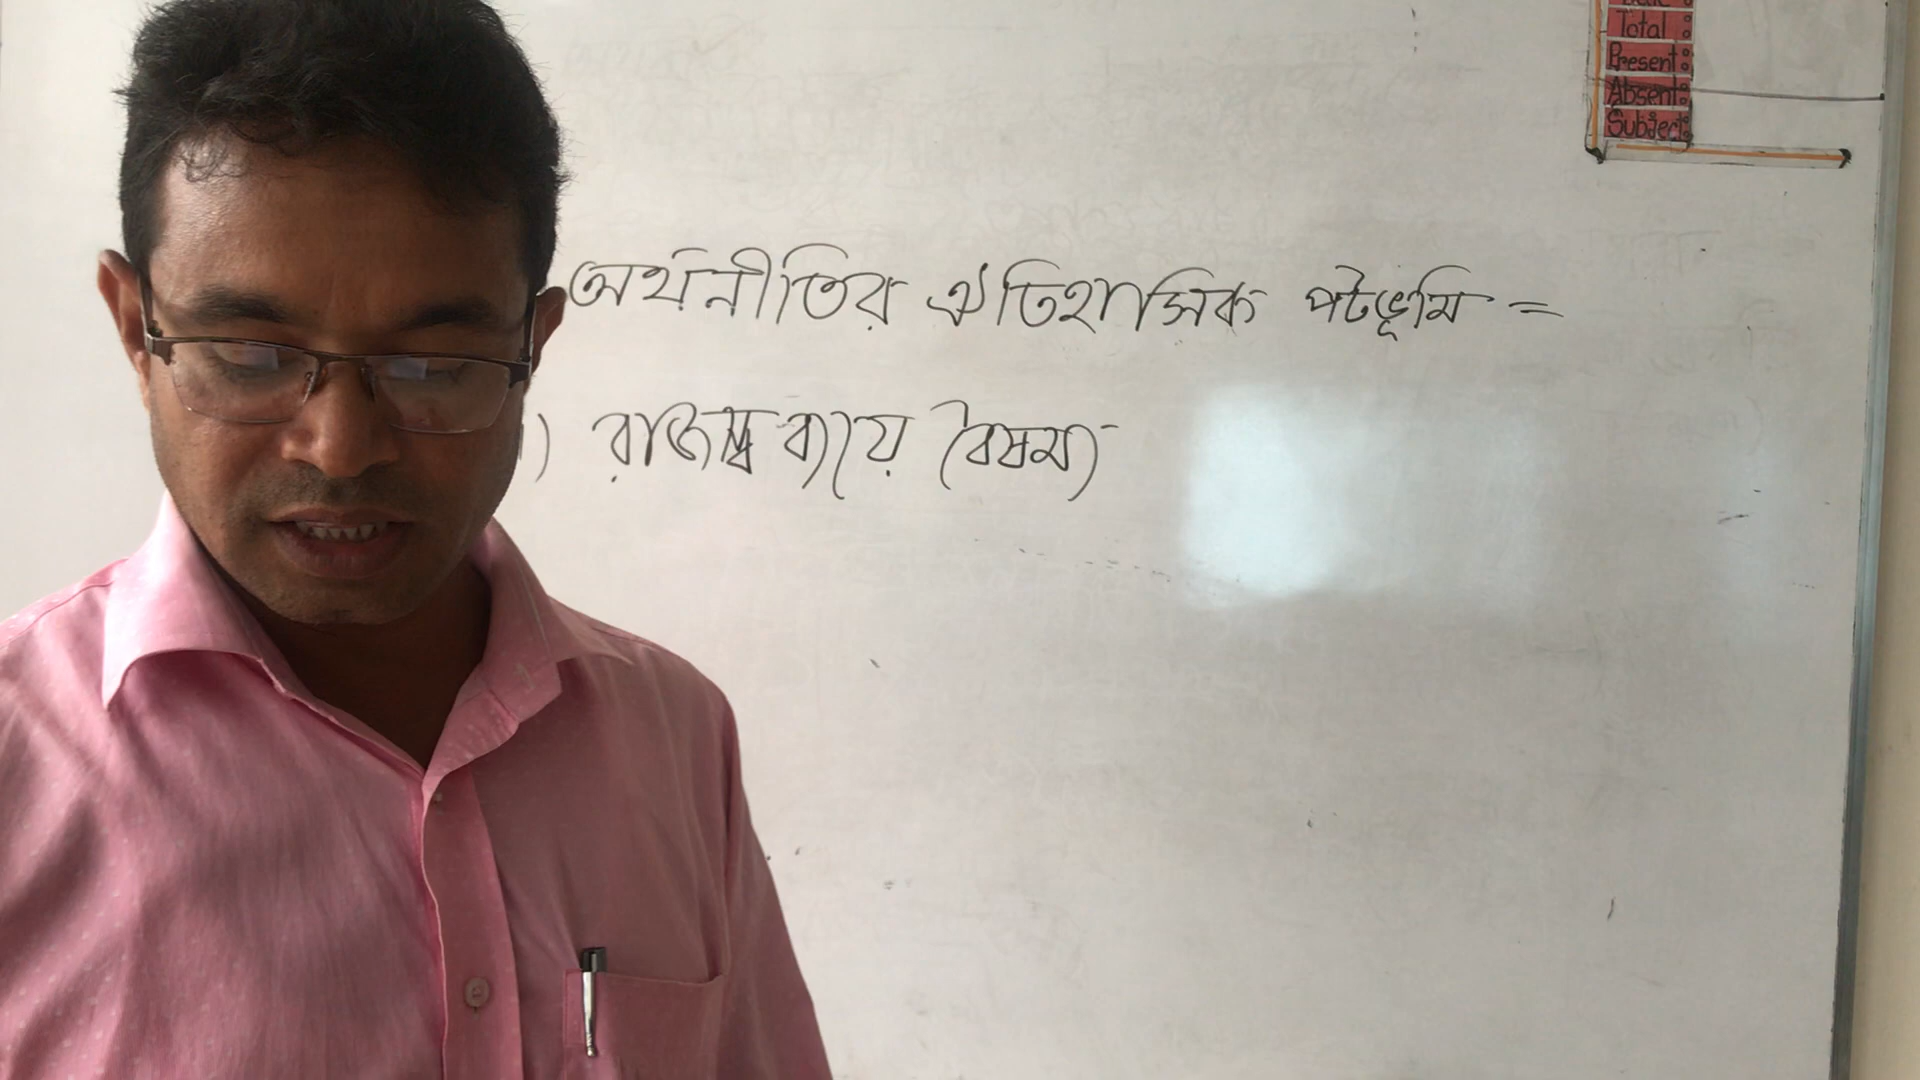 Total :
Present :
Absent :
Subject :
অর্থনীতির ঐতিহাসিক পটভূমি =
) রাজস্ব ব্যয়ে বৈষম্য